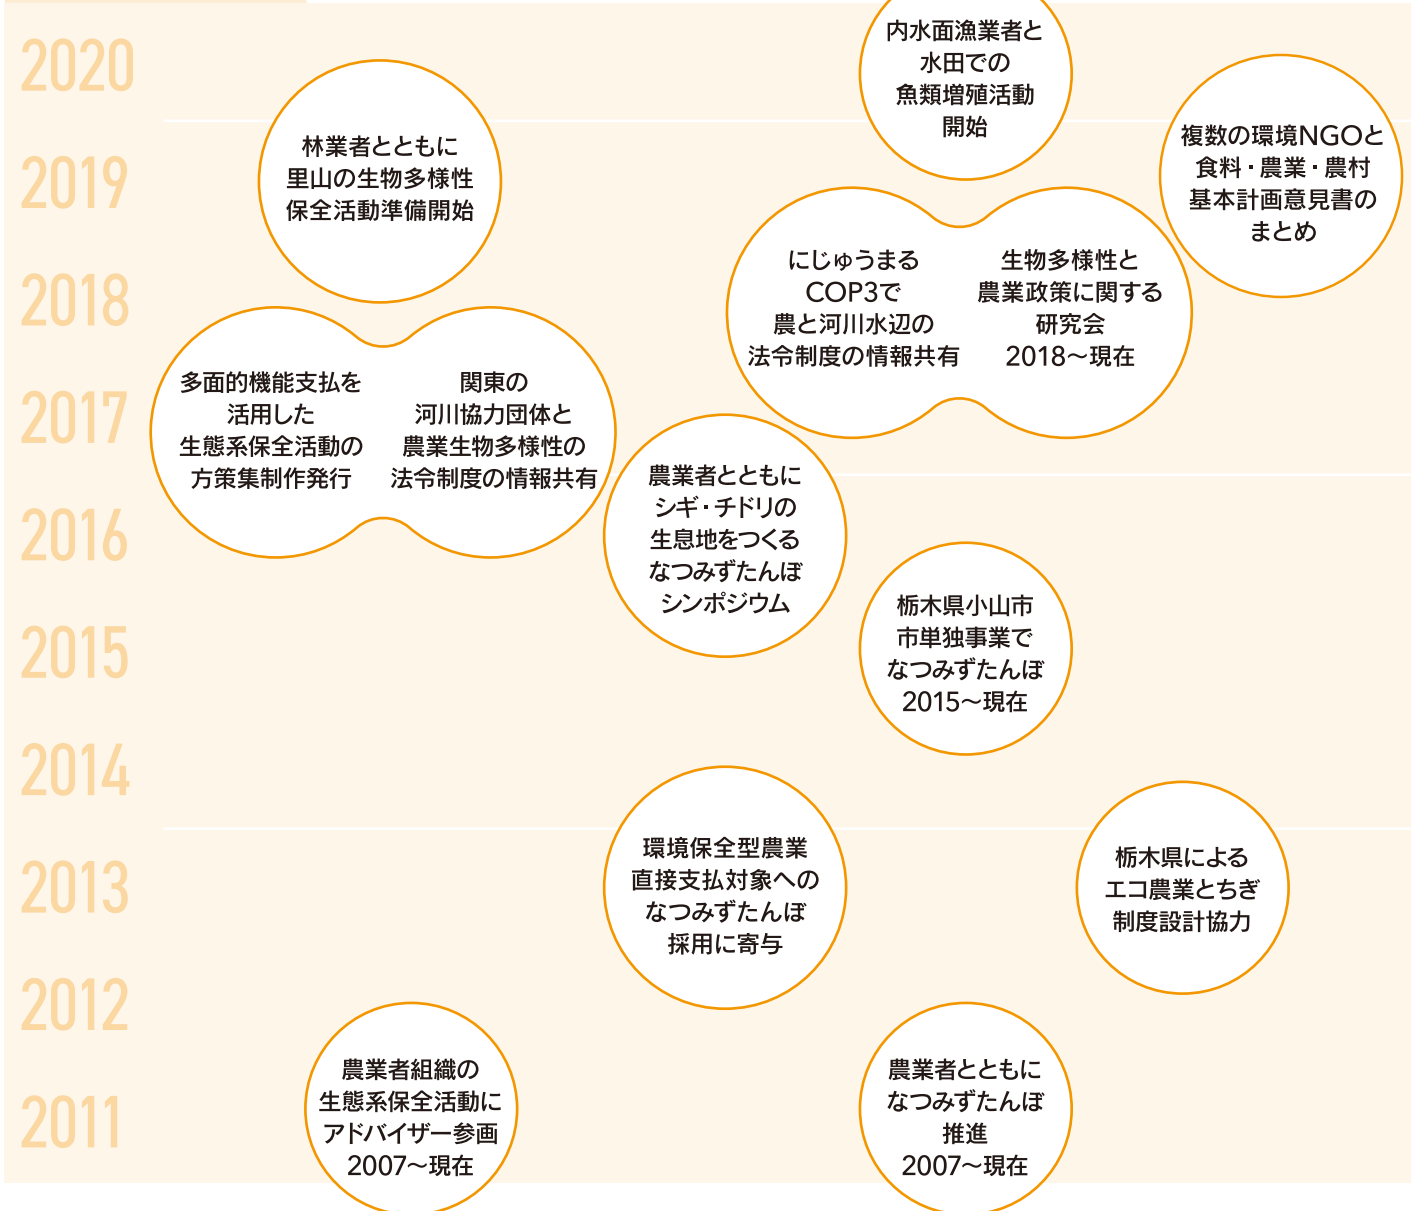 2020
内水面漁業者と
水田での
魚類増殖活動
開始
2019
林業者とともに
里山の生物多様性
保全活動準備開始
複数の環境NGOと
食料・農業・農村
基本計画意見書の
まとめ
2018
にじゅうまる
COP3で
農と河川水辺の
法令制度の情報共有
生物多様性と
農業政策に関する
研究会
2018〜現在
2017
多面的機能支払を
活用した
生態系保全活動の
方策集制作発行
関東の
河川協力団体と
農業生物多様性の
法令制度の情報共有
2016
農業者とともに
シギ・チドリの
生息地をつくる
なつみずたんぼ
シンポジウム
2015
栃木県小山市
市単独事業で
なつみずたんぼ
2015〜現在
2014
2013
環境保全型農業
直接支払対象への
なつみずたんぼ
採用に寄与
栃木県による
エコ農業とちぎ
制度設計協力
2012
2011
農業者組織の
生態系保全活動に
アドバイザー参画
2007〜現在
農業者とともに
なつみずたんぼ
推進
2007〜現在